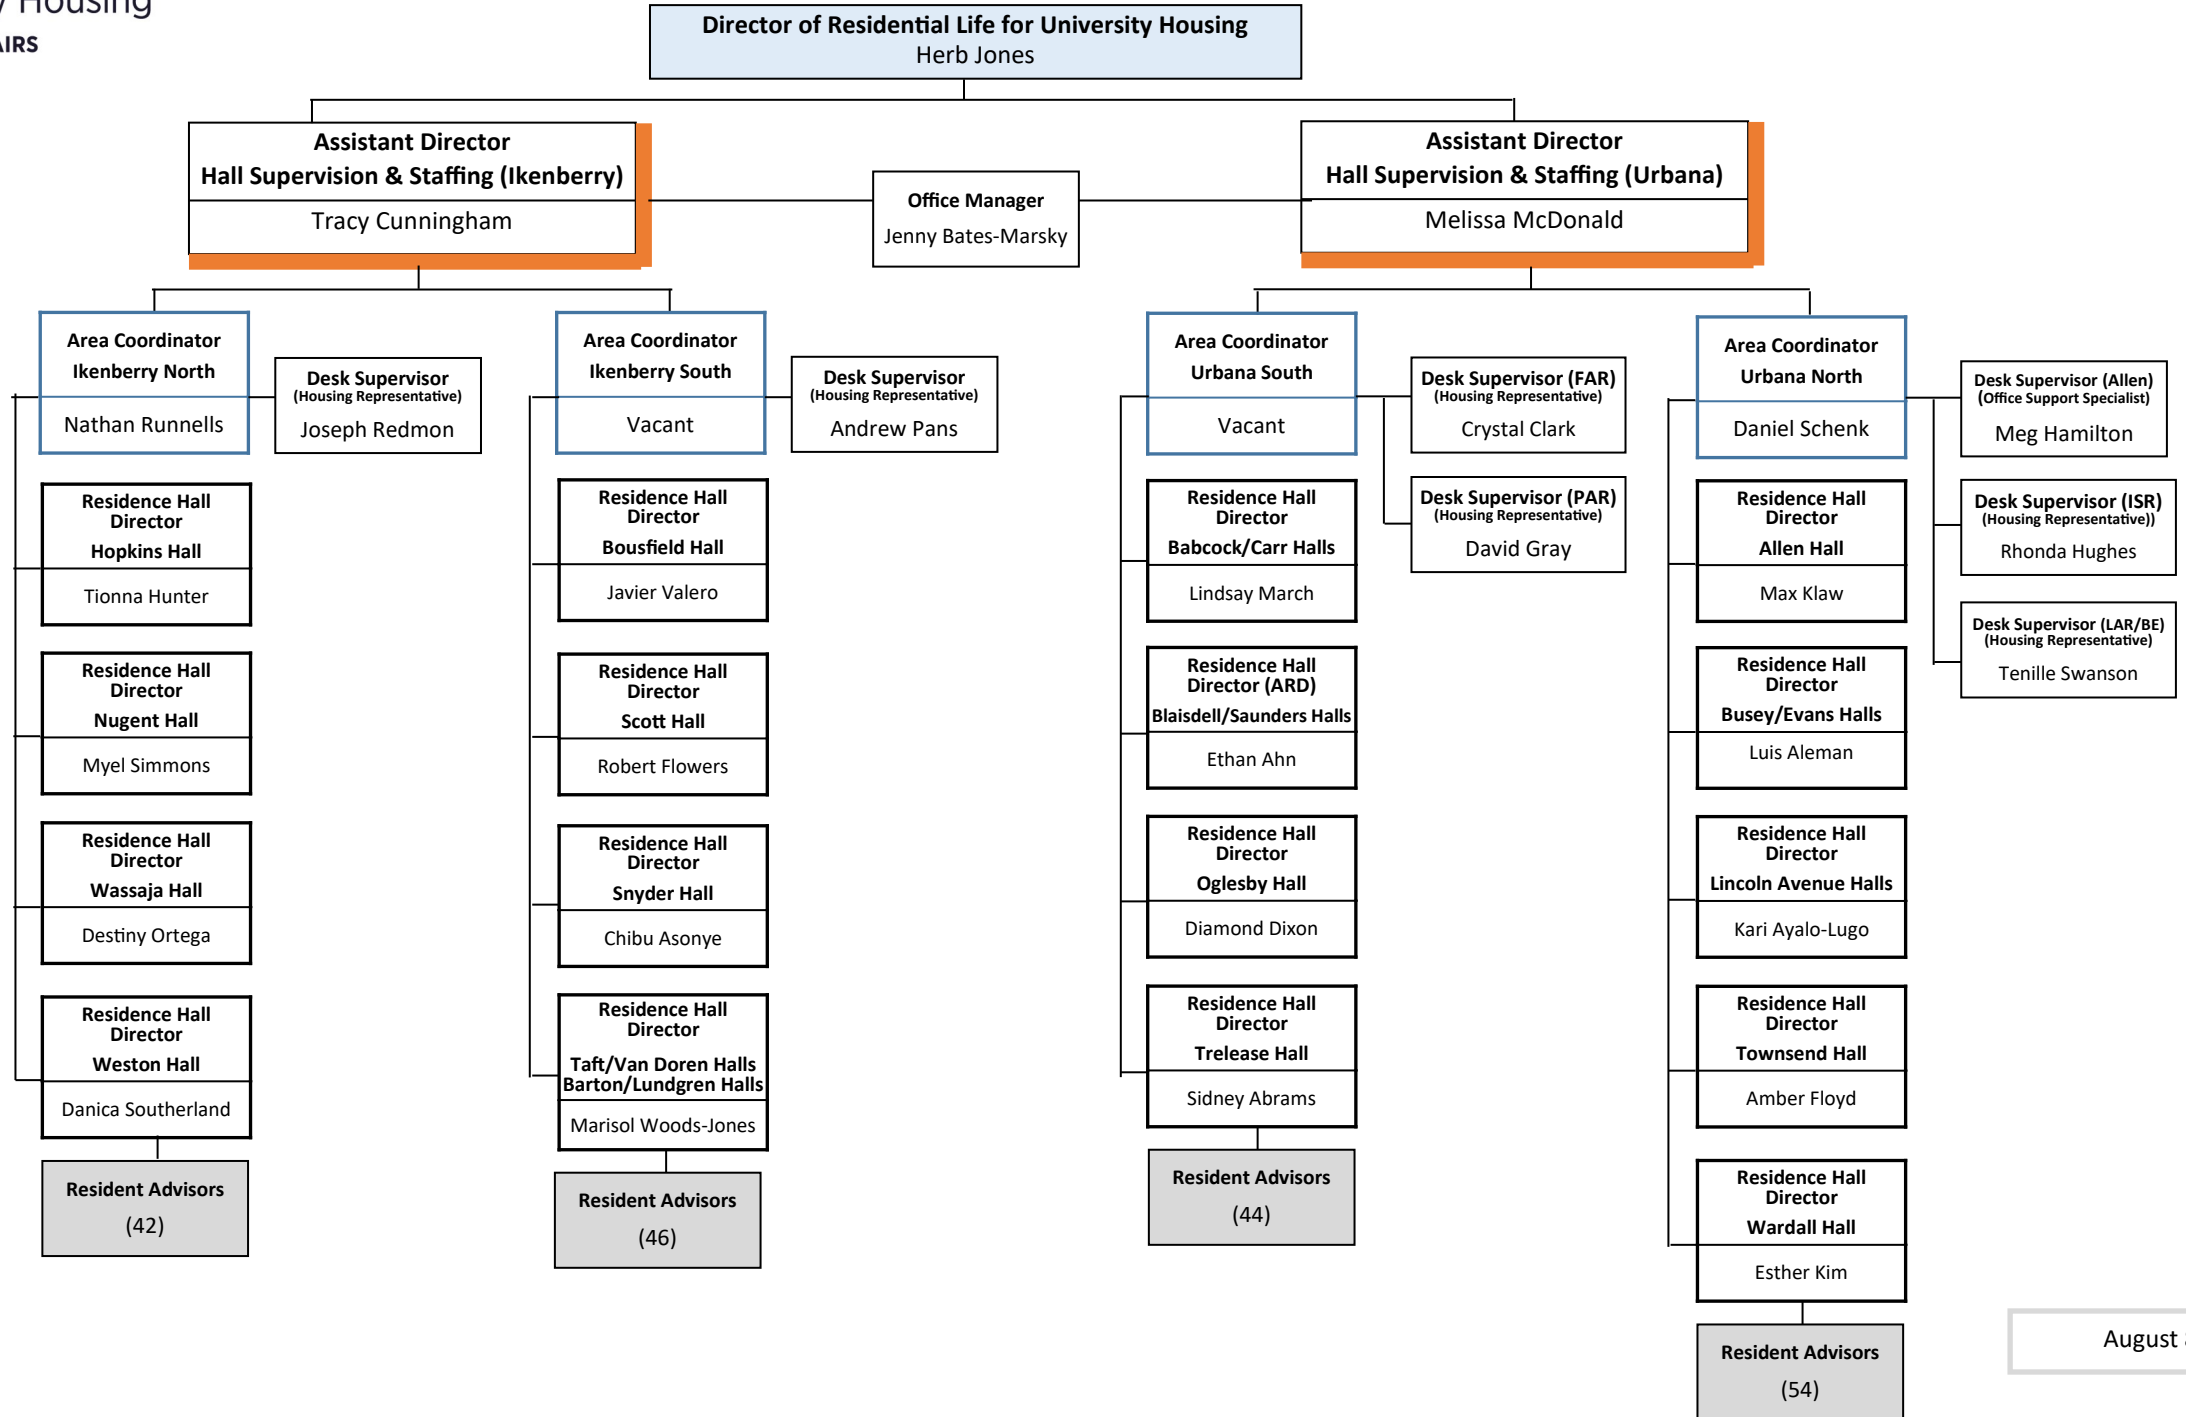 Housing
AIRS
Director of Residential Life for University Housing
Herb Jones
Assistant Director
Hall Supervision & Staffing (Ikenberry)
Tracy Cunningham
Office Manager
Jenny Bates-Marsky
Assistant Director
Hall Supervision & Staffing (Urbana)
Melissa McDonald
Area Coordinator
Ikenberry North
Nathan Runnells
Desk Supervisor
(Housing Representative)
Joseph Redmon
Residence Hall
Director
Hopkins Hall
Tionna Hunter
Residence Hall
Director
Nugent Hall
Myel Simmons
Residence Hall
Director
Wassaja Hall
Destiny Ortega
Residence Hall
Director
Weston Hall
Danica Southerland
Resident Advisors
(42)
Area Coordinator
Ikenberry South
Vacant
Desk Supervisor
(Housing Representative)
Andrew Pans
Residence Hall
Director
Bousfield Hall
Javier Valero
Residence Hall
Director
Scott Hall
Robert Flowers
Residence Hall
Director
Snyder Hall
Chibu Asonye
Residence Hall
Director
Taft/Van Doren Halls
Barton/Lundgren Halls
Marisol Woods-Jones
Resident Advisors
(46)
Area Coordinator
Urbana South
Vacant
Desk Supervisor (FAR)
(Housing Representative)
Crystal Clark
Desk Supervisor (PAR)
(Housing Representative)
David Gray
Residence Hall
Director
Babcock/Carr Halls
Lindsay March
Residence Hall
Director (ARD)
Blaisdell/Saunders Halls
Ethan Ahn
Residence Hall
Director
Oglesby Hall
Diamond Dixon
Residence Hall
Director
Trelease Hall
Sidney Abrams
Resident Advisors
(44)
Area Coordinator
Urbana North
Daniel Schenk
Desk Supervisor (Allen)
(Office Support Specialist)
Meg Hamilton
Desk Supervisor (ISR)
(Housing Representative))
Rhonda Hughes
Desk Supervisor (LAR/BE)
(Housing Representative)
Tenille Swanson
Residence Hall
Director
Allen Hall
Max Klaw
Residence Hall
Director
Busey/Evans Halls
Luis Aleman
Residence Hall
Director
Lincoln Avenue Halls
Kari Ayalo-Lugo
Residence Hall
Director
Townsend Hall
Amber Floyd
Residence Hall
Director
Wardall Hall
Esther Kim
Resident Advisors
(54)
August